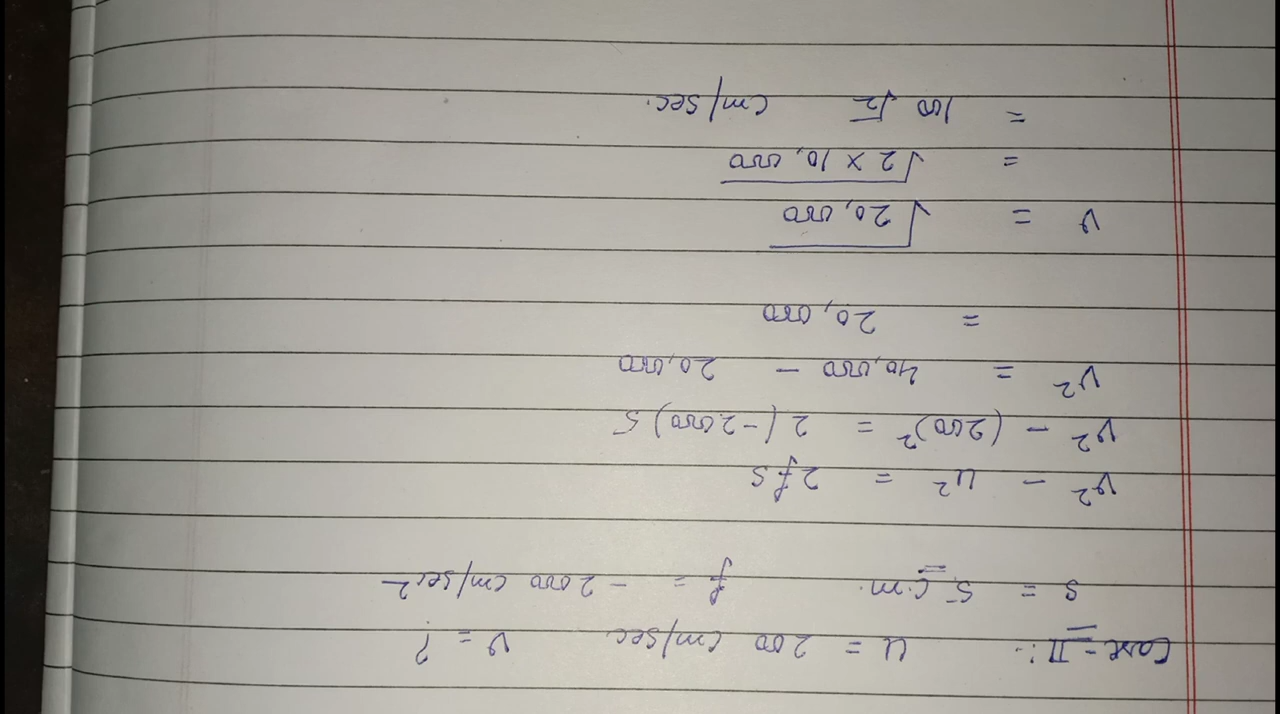 Case - II :- u = 200 cm/sec. v = ?
s = 5 c.m. f = - 2000 cm/sec2
v² - u² = 2fs
v² - (200)² = 2(-2000)5
v² = 40,000 - 20,000
= 20,000
v = √20,000
= √2 × 10,000
= 100 √2 cm/sec.